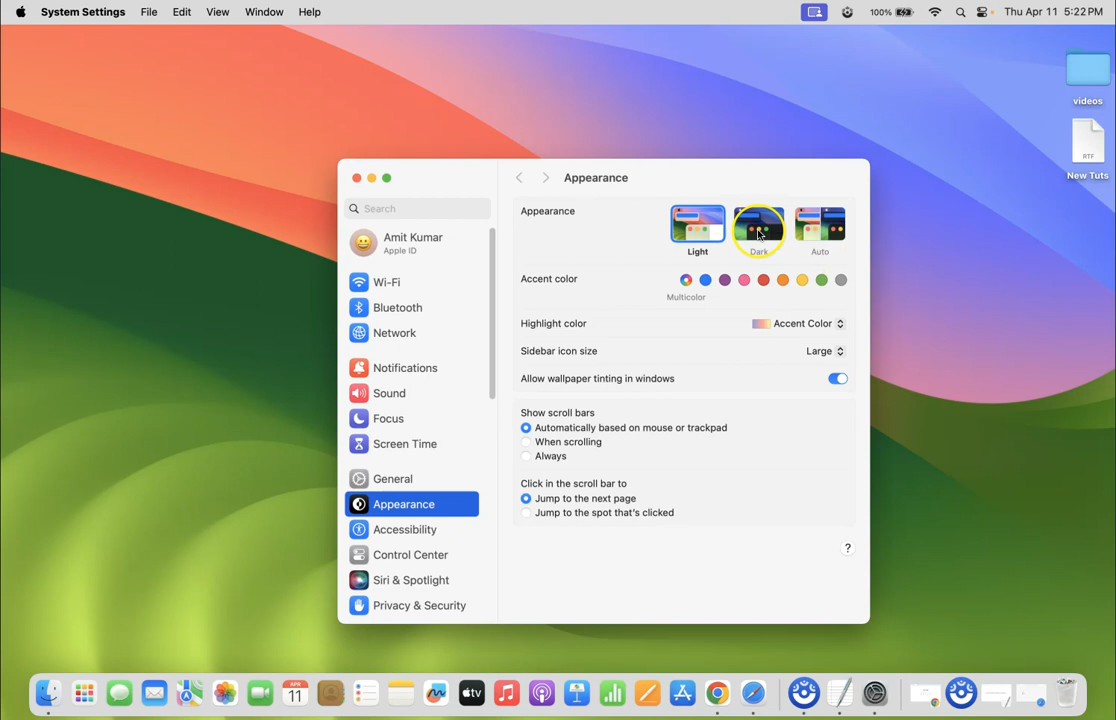 System Settings File Edit View Window Help 100% Thu Apr 11 5:22 PM
videos
RTF
New Tuts
Appearance
Search
Amit Kumar
Apple ID
Wi-Fi
Bluetooth
Network
Notifications
Sound
Focus
Screen Time
General
Appearance
Accessibility
Control Center
Siri & Spotlight
Privacy & Security
Appearance
Light Dark Auto
Accent color
Multicolor
Highlight color Accent Color
Sidebar icon size Large
Allow wallpaper tinting in windows
Show scroll bars
Automatically based on mouse or trackpad
When scrolling
Always
Click in the scroll bar to
Jump to the next page
Jump to the spot that's clicked
?
APR
11
tv